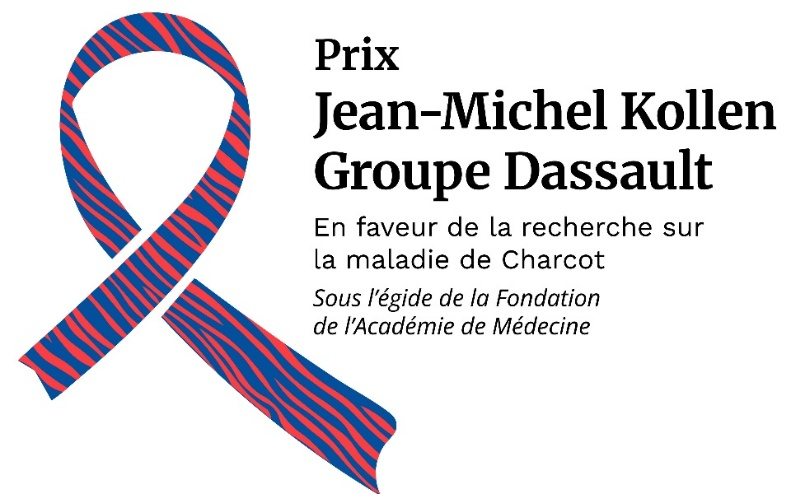 Prix
Jean-Michel Kollen
Groupe Dassault
En faveur de la recherche sur
la maladie de Charcot
Sous l’égide de la Fondation
de l’Académie de Médecine